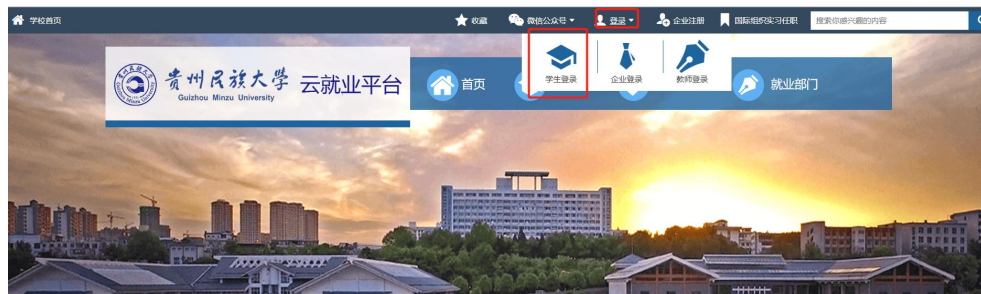 学校首页
收藏
微信公众号
登录
企业注册
国际组织实习任职
搜索你感兴趣的内容
学生登录
企业登录
教师登录
贵州民族大学
Guizhou Minzu University
云就业平台
首页
就业部门